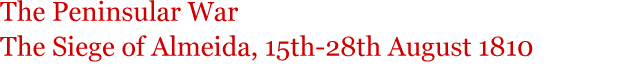 The Peninsular War
The Siege of Almeida, 15th-28th August 1810